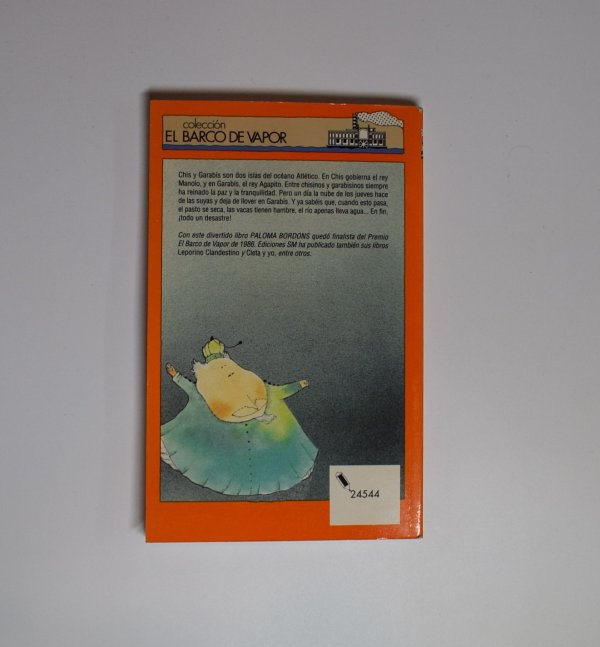 colección
EL BARCO DE VAPOR
Chis y Garabís son dos islas del océano Atlético. En Chis gobierna el rey
Manolo, y en Garabís, el rey Agapito. Entre chisinos y garabisinos siempre
ha reinado la paz y la tranquilidad. Pero un día la nube de los jueves hace
de las suyas y deja de llover en Garabís. Y ya sabéis que, cuando esto pasa,
el pasto se seca, las vacas tienen hambre, el río apenas lleva agua... En fin,
¡todo un desastre!
Con este divertido libro PALOMA BORDONS quedó finalista del Premio
El Barco de Vapor de 1986. Ediciones SM ha publicado también sus libros
Leporino Clandestino y Cleta y yo, entre otros.
24544